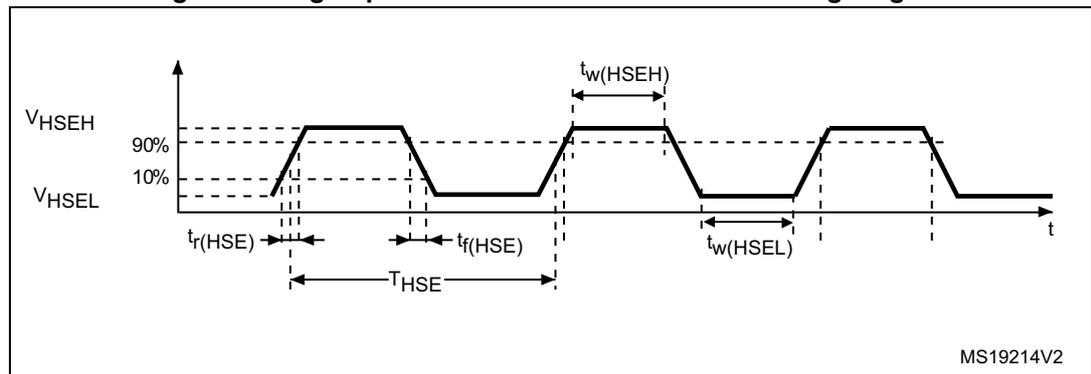 tw(HSEH)
VHSEH
90%
10%
VHSEL
tr(HSE)
tf(HSE)
tw(HSEL)
t
THSE
MS19214V2